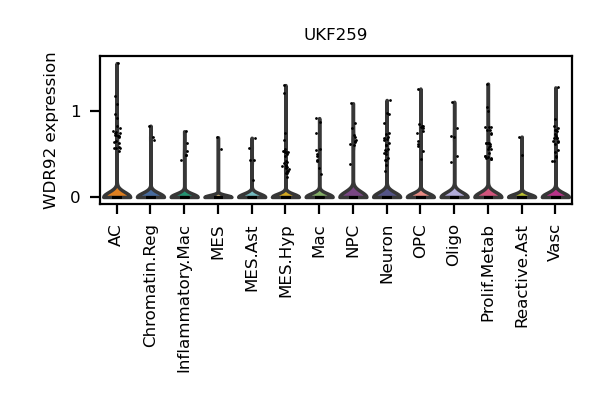 UKF259
WDR92 expression
1
0
AC
Chromatin.Reg
Inflammatory.Mac
MES
MES.Ast
MES.Hyp
Mac
NPC
Neuron
OPC
Oligo
Prolif.Metab
Reactive.Ast
Vasc